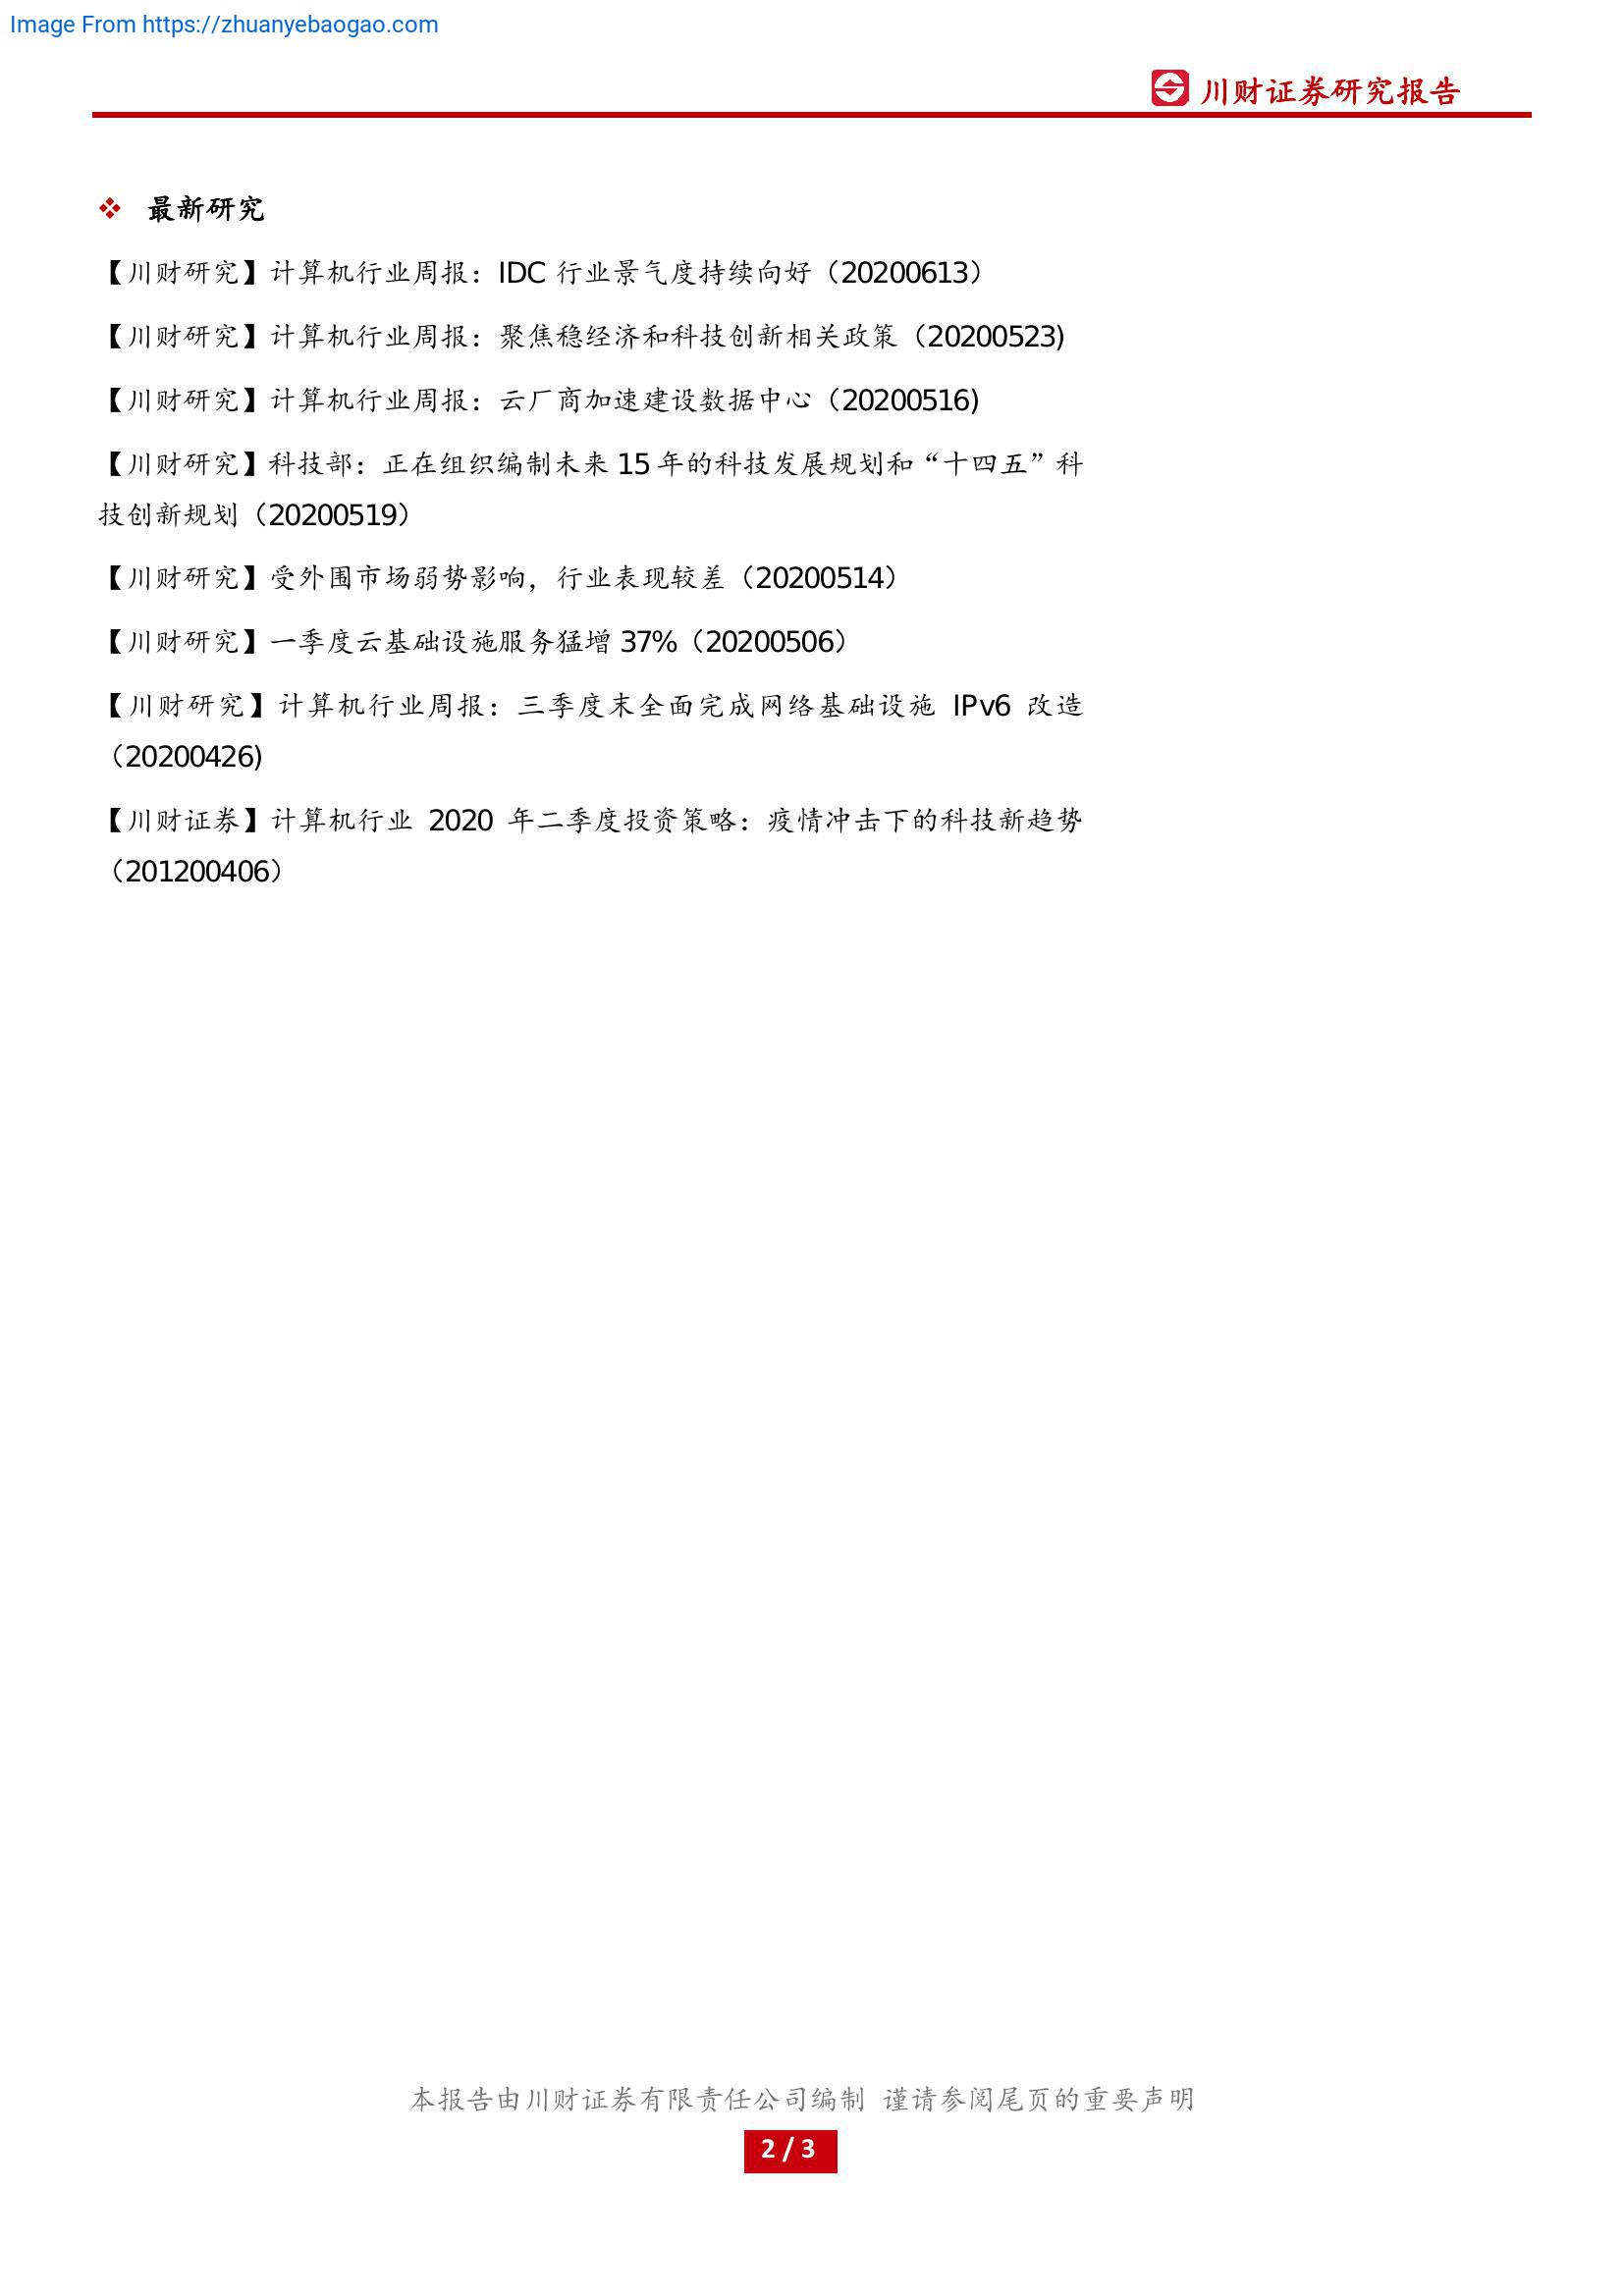 Image From https://zhuanyebaogao.com
川财证券研究报告
❖ 最新研究
【川财研究】计算机行业周报：IDC 行业景气度持续向好（20200613）
【川财研究】计算机行业周报：聚焦稳经济和科技创新相关政策（20200523)
【川财研究】计算机行业周报：云厂商加速建设数据中心（20200516)
【川财研究】科技部：正在组织编制未来 15 年的科技发展规划和“十四五”科
技创新规划（20200519）
【川财研究】受外围市场弱势影响，行业表现较差（20200514）
【川财研究】一季度云基础设施服务猛增 37%（20200506）
【川财研究】计算机行业周报：三季度末全面完成网络基础设施 IPv6 改造
（20200426)
【川财证券】计算机行业 2020 年二季度投资策略：疫情冲击下的科技新趋势
（201200406）
本报告由川财证券有限责任公司编制 谨请参阅尾页的重要声明
2 / 3